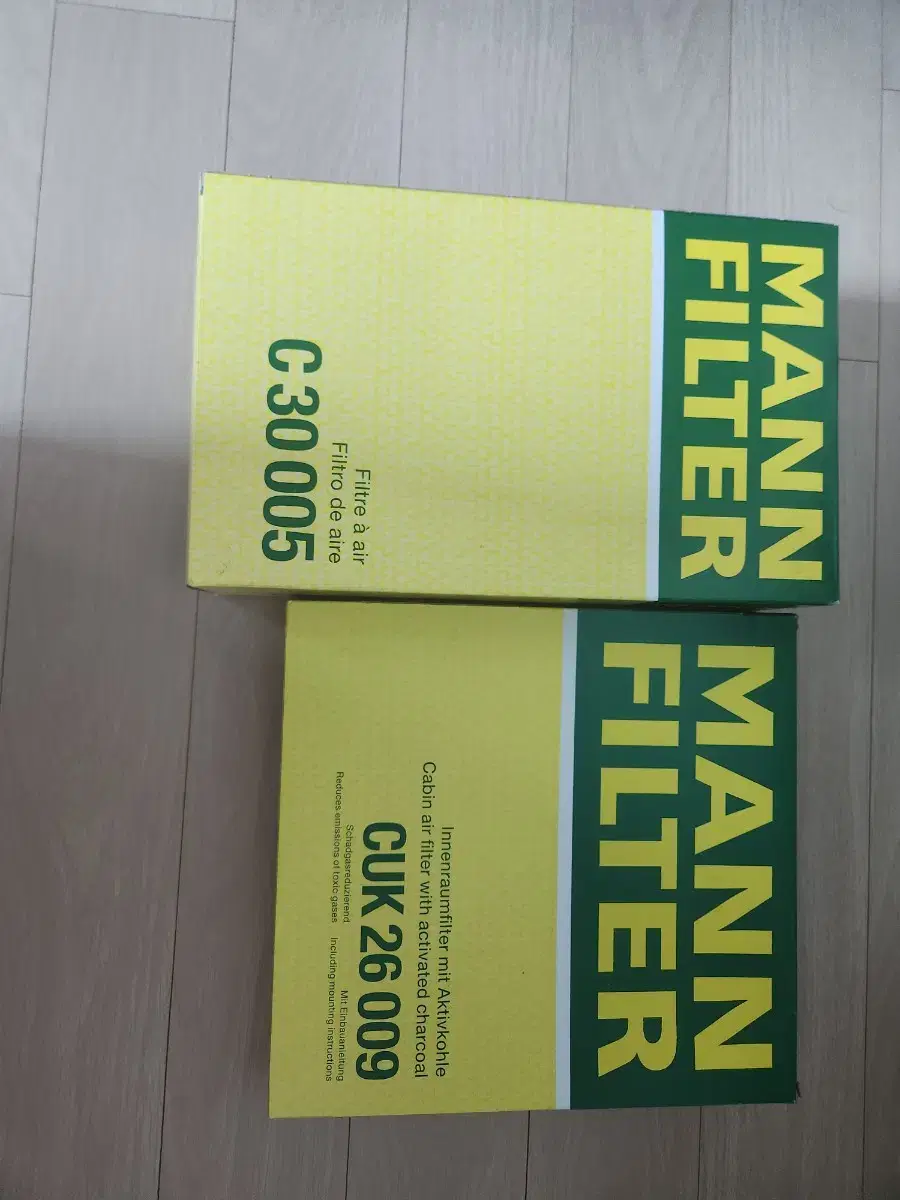 MANN
FILTER
Filtre à air
Filtro de aire
C 30 005
MANN
FILTER
Innenraumfilter mit Aktivkohle
Cabin air filter with activated charcoal
CUK 26 009
Schadgasreduzierend Mit Einbauanleitung
Reduces emissions of toxic gases Including mounting instructions